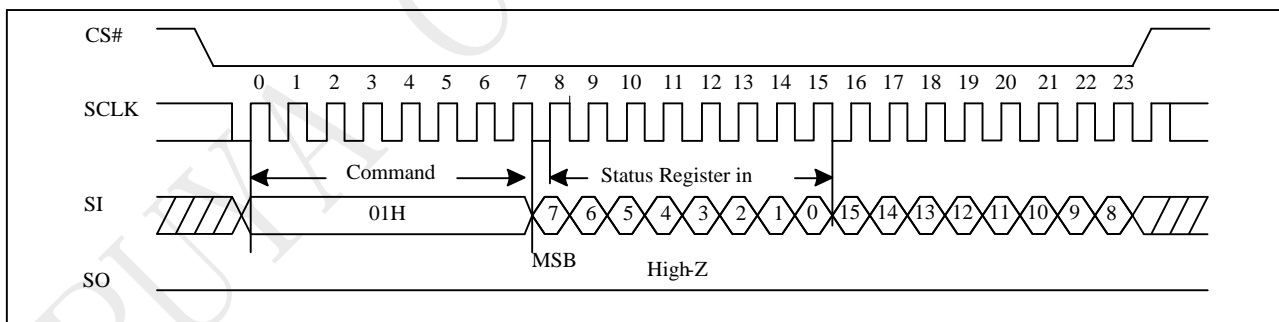 CS#
0 1 2 3 4 5 6 7 8 9 10 11 12 13 14 15 16 17 18 19 20 21 22 23
SCLK
Command Status Register in
SI 01H 7 6 5 4 3 2 1 0 15 14 13 12 11 10 9 8
MSB High-Z
SO
PUYA